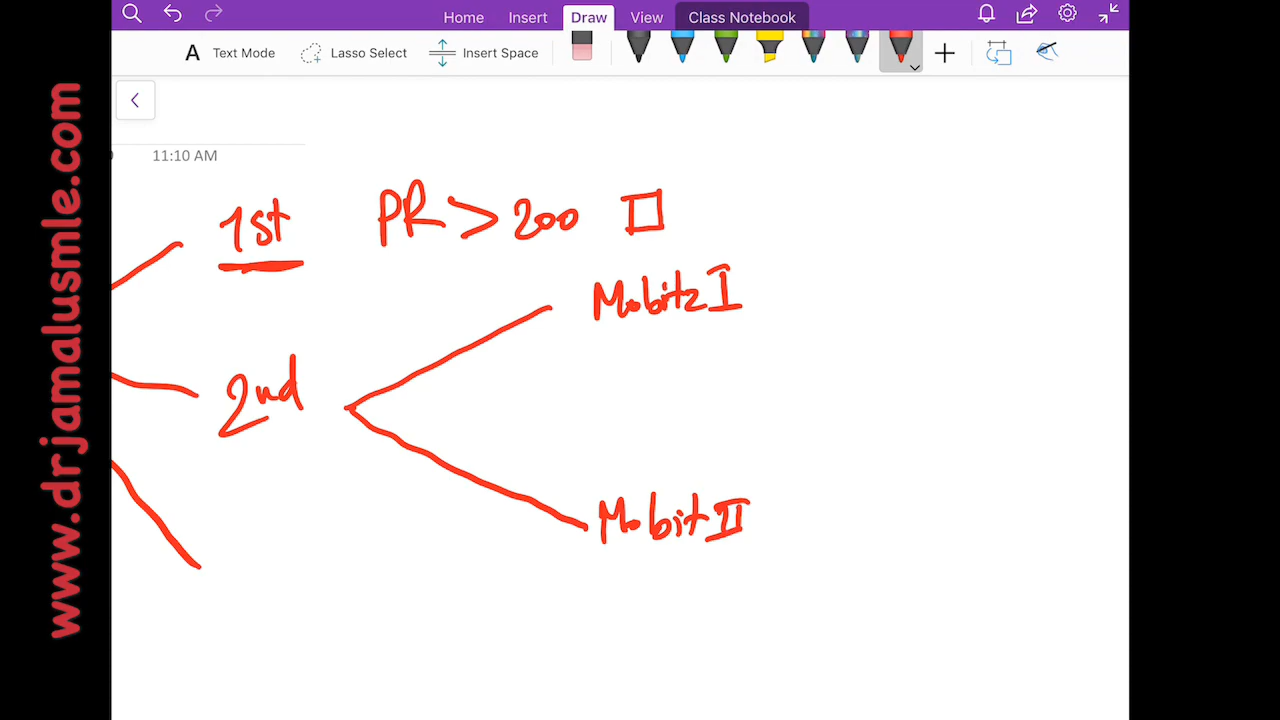 Home Insert Draw View Class Notebook
A Text Mode Lasso Select Insert Space
11:10 AM
1st PR > 200
Mobitz I
2nd
Mobit II
www.drjamalusmle.com